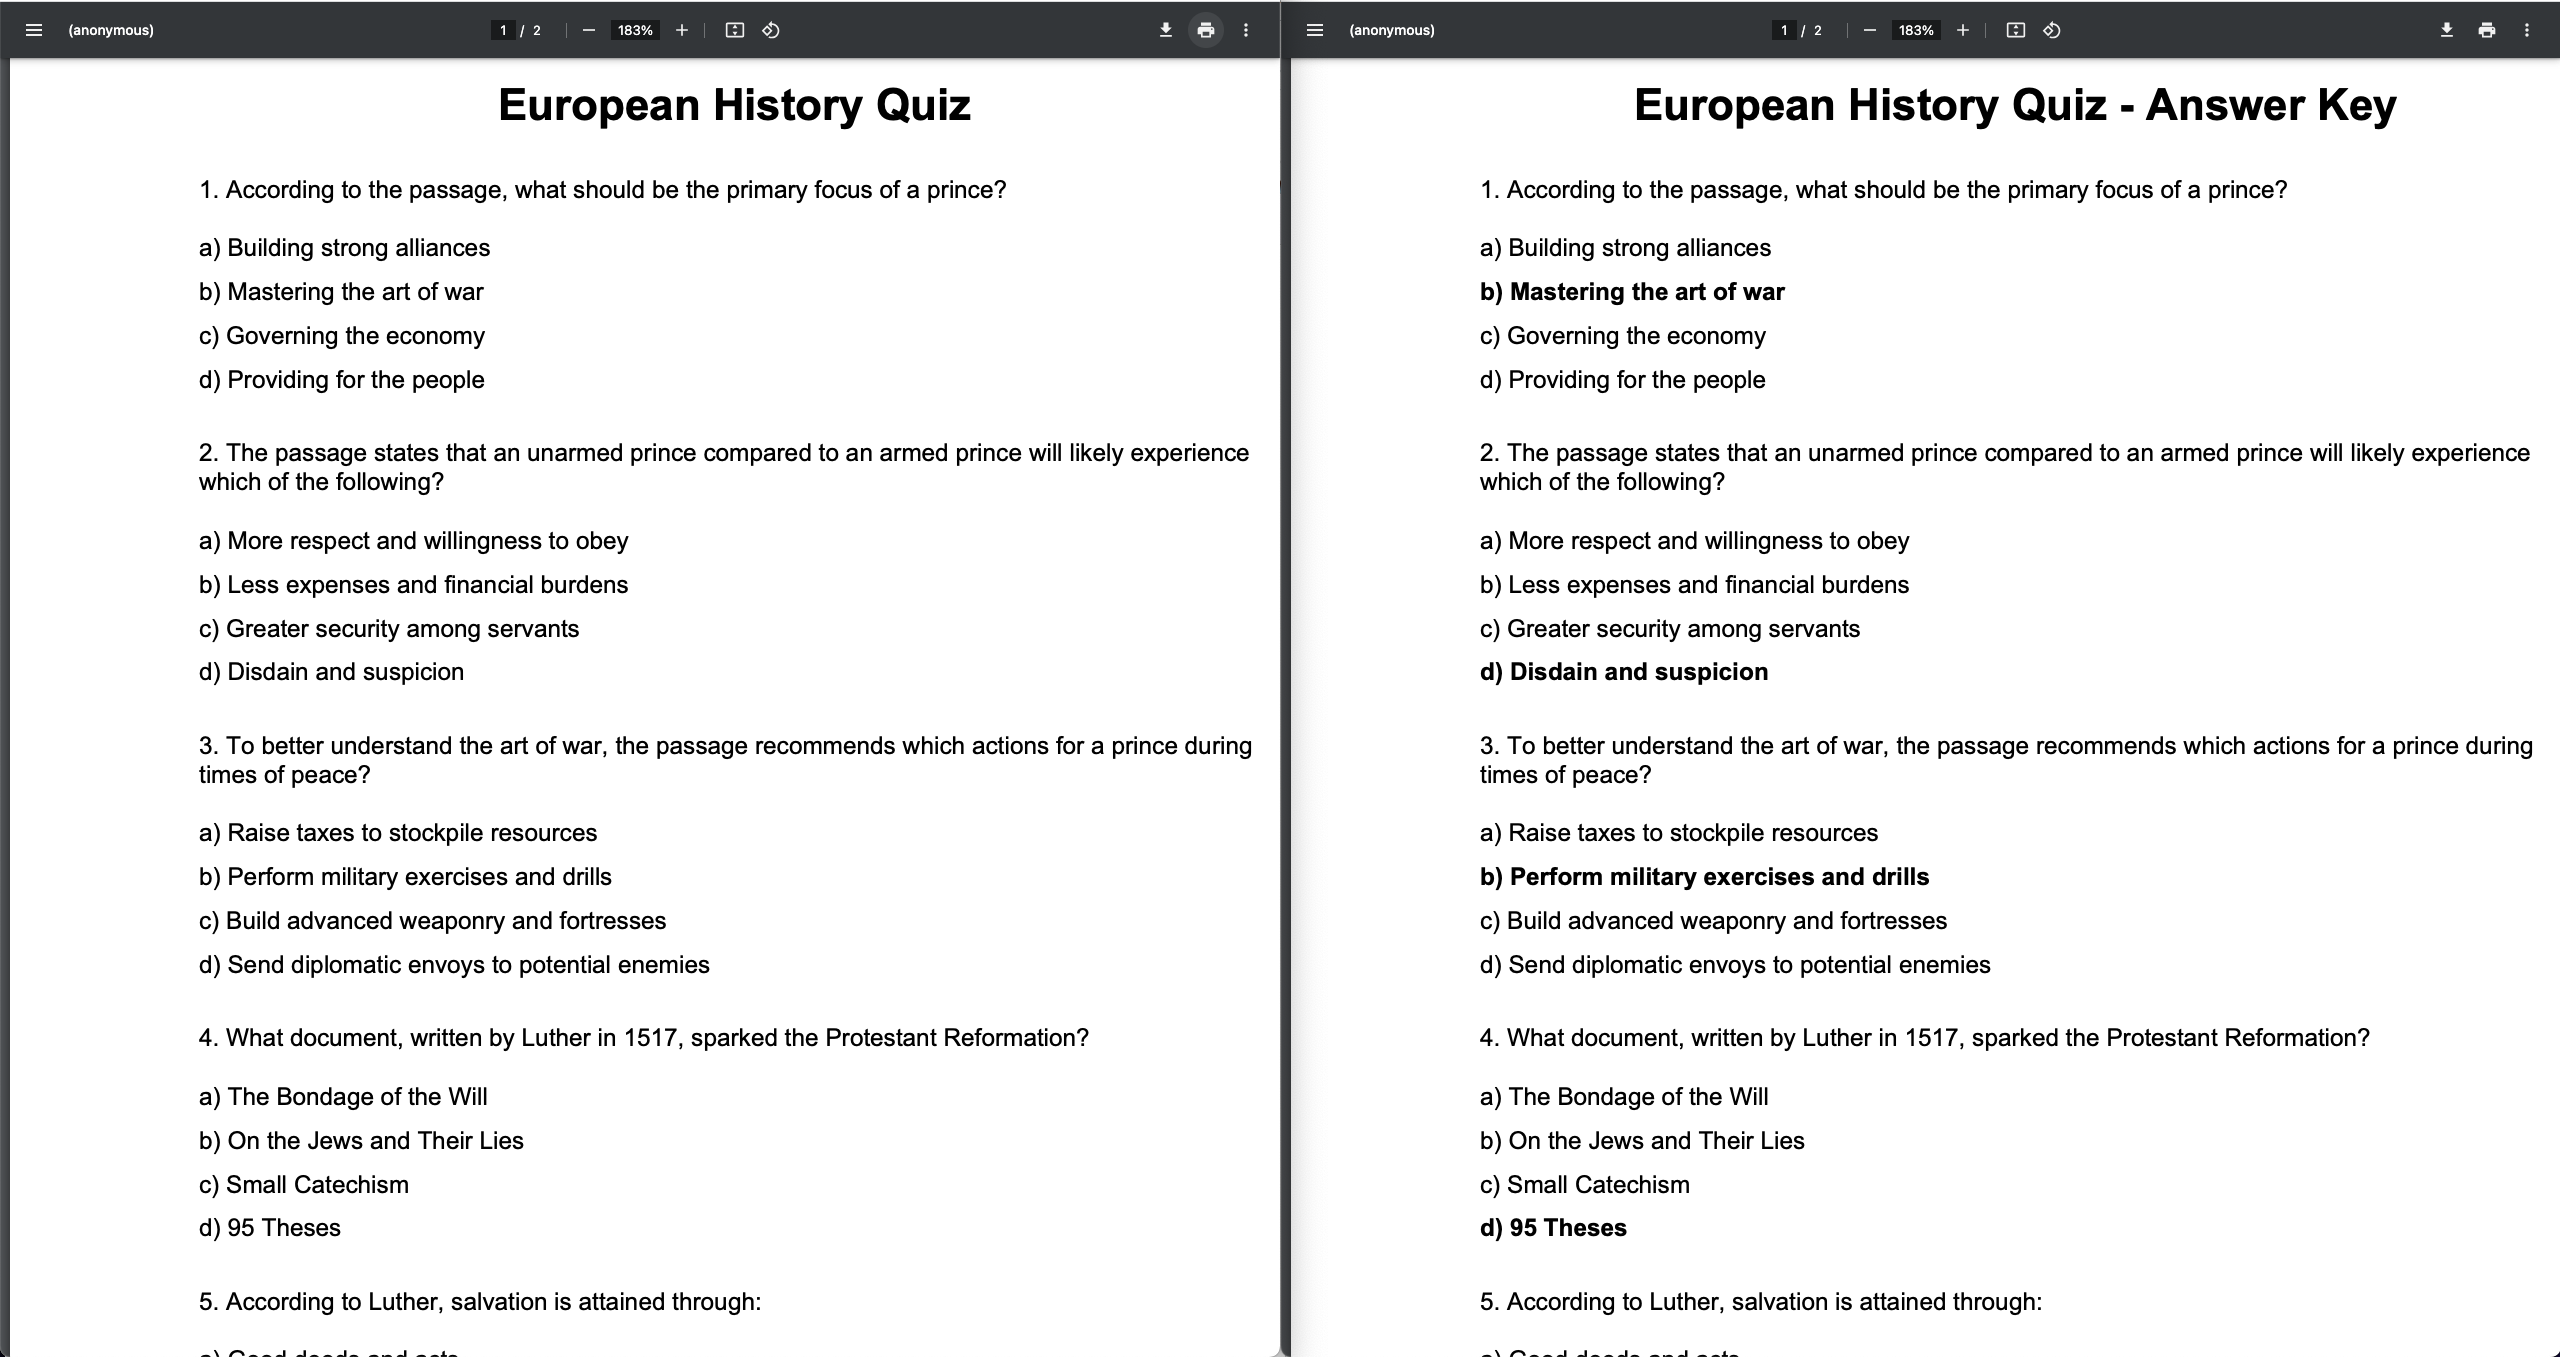 (anonymous)
1 / 2
183%
European History Quiz
1. According to the passage, what should be the primary focus of a prince?
a) Building strong alliances
b) Mastering the art of war
c) Governing the economy
d) Providing for the people
2. The passage states that an unarmed prince compared to an armed prince will likely experience
which of the following?
a) More respect and willingness to obey
b) Less expenses and financial burdens
c) Greater security among servants
d) Disdain and suspicion
3. To better understand the art of war, the passage recommends which actions for a prince during
times of peace?
a) Raise taxes to stockpile resources
b) Perform military exercises and drills
c) Build advanced weaponry and fortresses
d) Send diplomatic envoys to potential enemies
4. What document, written by Luther in 1517, sparked the Protestant Reformation?
a) The Bondage of the Will
b) On the Jews and Their Lies
c) Small Catechism
d) 95 Theses
5. According to Luther, salvation is attained through:
a) Good deeds and acts
(anonymous)
1 / 2
183%
European History Quiz - Answer Key
1. According to the passage, what should be the primary focus of a prince?
a) Building strong alliances
b) Mastering the art of war
c) Governing the economy
d) Providing for the people
2. The passage states that an unarmed prince compared to an armed prince will likely experience
which of the following?
a) More respect and willingness to obey
b) Less expenses and financial burdens
c) Greater security among servants
d) Disdain and suspicion
3. To better understand the art of war, the passage recommends which actions for a prince during
times of peace?
a) Raise taxes to stockpile resources
b) Perform military exercises and drills
c) Build advanced weaponry and fortresses
d) Send diplomatic envoys to potential enemies
4. What document, written by Luther in 1517, sparked the Protestant Reformation?
a) The Bondage of the Will
b) On the Jews and Their Lies
c) Small Catechism
d) 95 Theses
5. According to Luther, salvation is attained through:
a) Good deeds and acts